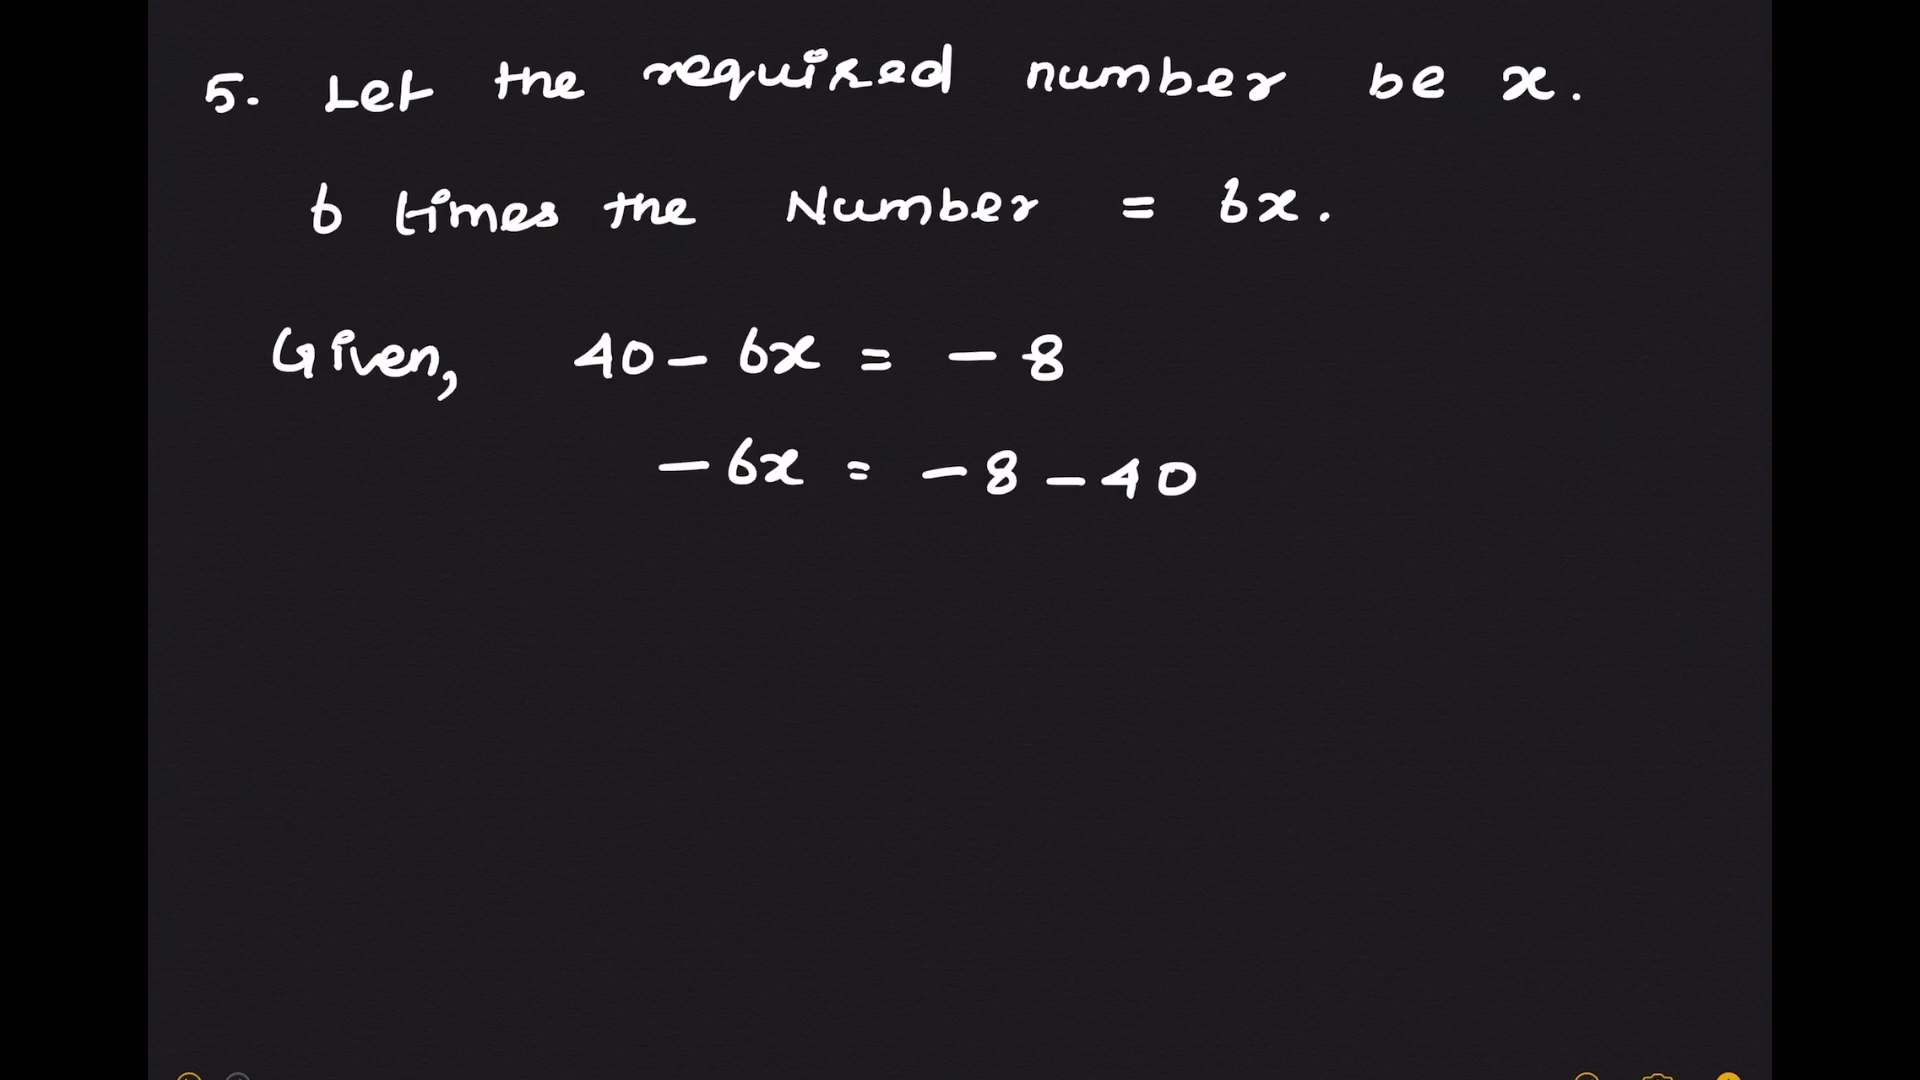 5. Let the required number be x.
6 times the Number = 6x.
Given, 40 - 6x = - 8
- 6x = - 8 - 40